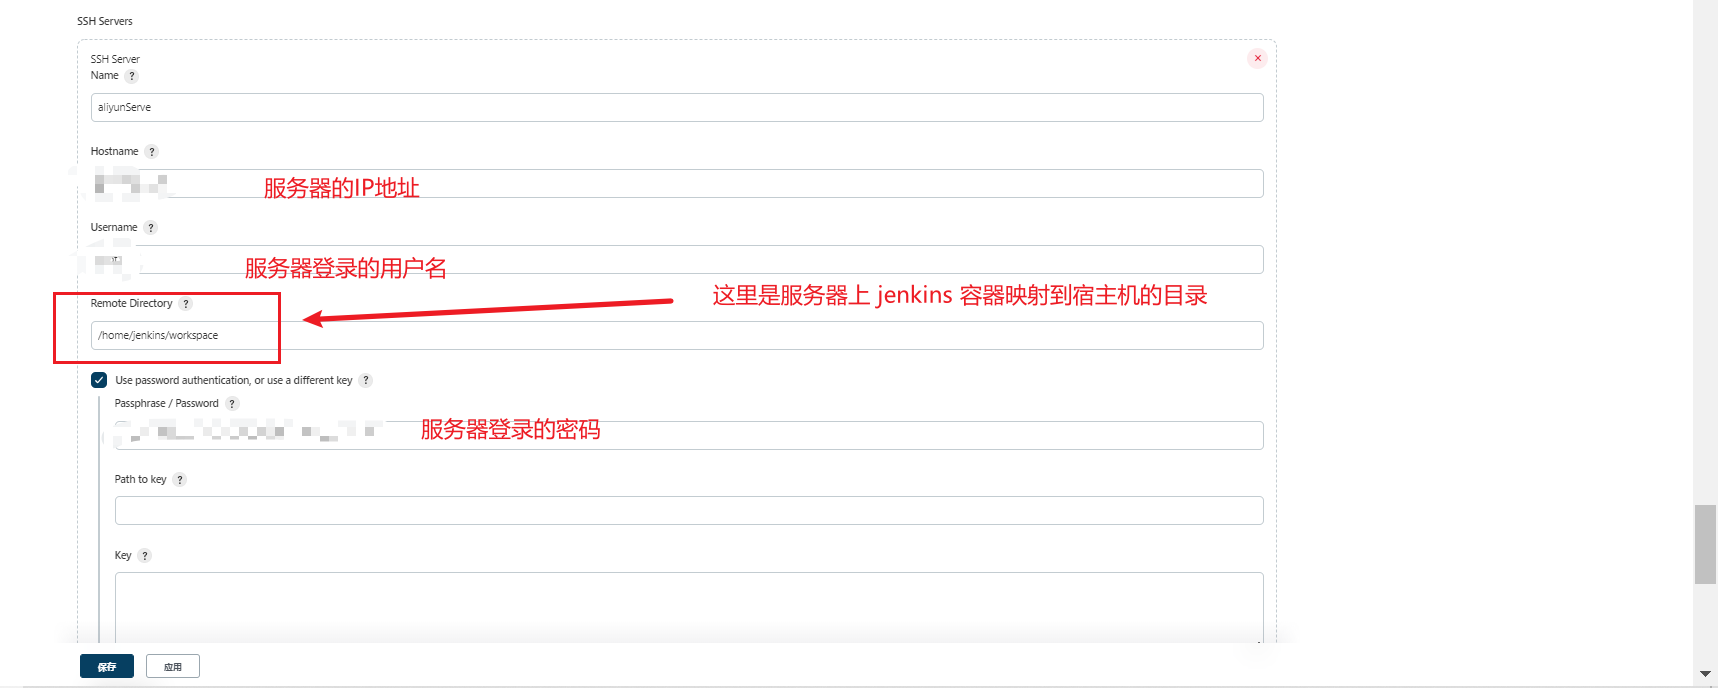 SSH Servers
SSH Server
Name ?
aliyunServe
Hostname ?
服务器的IP地址
Username ?
服务器登录的用户名
Remote Directory ?
这里是服务器上 jenkins 容器映射到宿主机的目录
/home/jenkins/workspace
Use password authentication, or use a different key ?
Passphrase / Password ?
服务器登录的密码
Path to key ?
Key ?
保存
应用